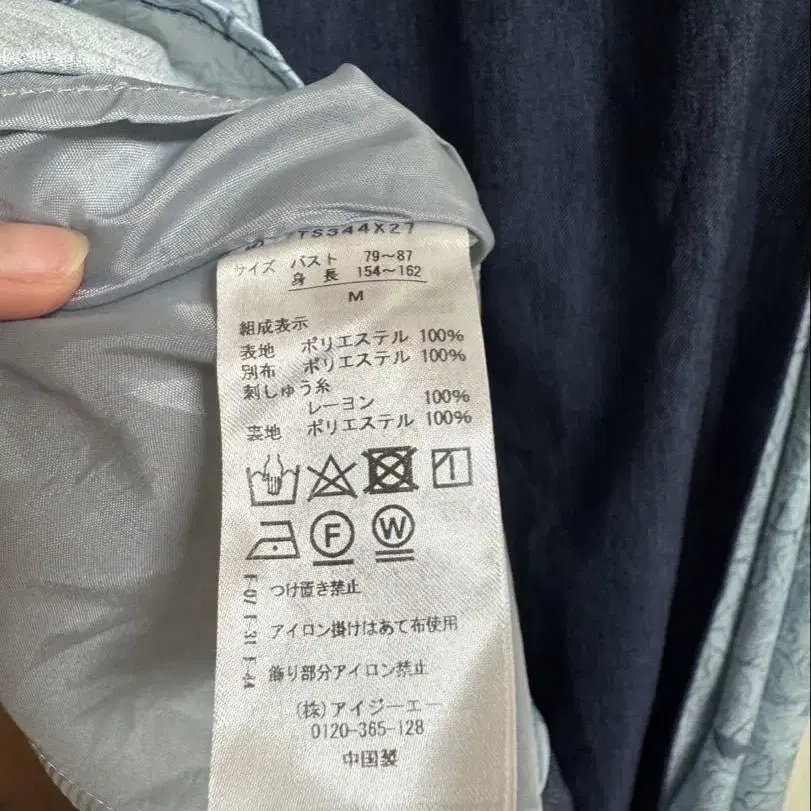 TS344X27
サイズ バスト 79～87
身長 154～162
M
組成表示
表地 ポリエステル 100%
別布 ポリエステル 100%
刺しゅう糸
レーヨン 100%
裏地 ポリエステル 100%
F W
つけ置き禁止
アイロン掛けはあて布使用
飾り部分アイロン禁止
(株)アイジーエー
0120-365-128
中国製